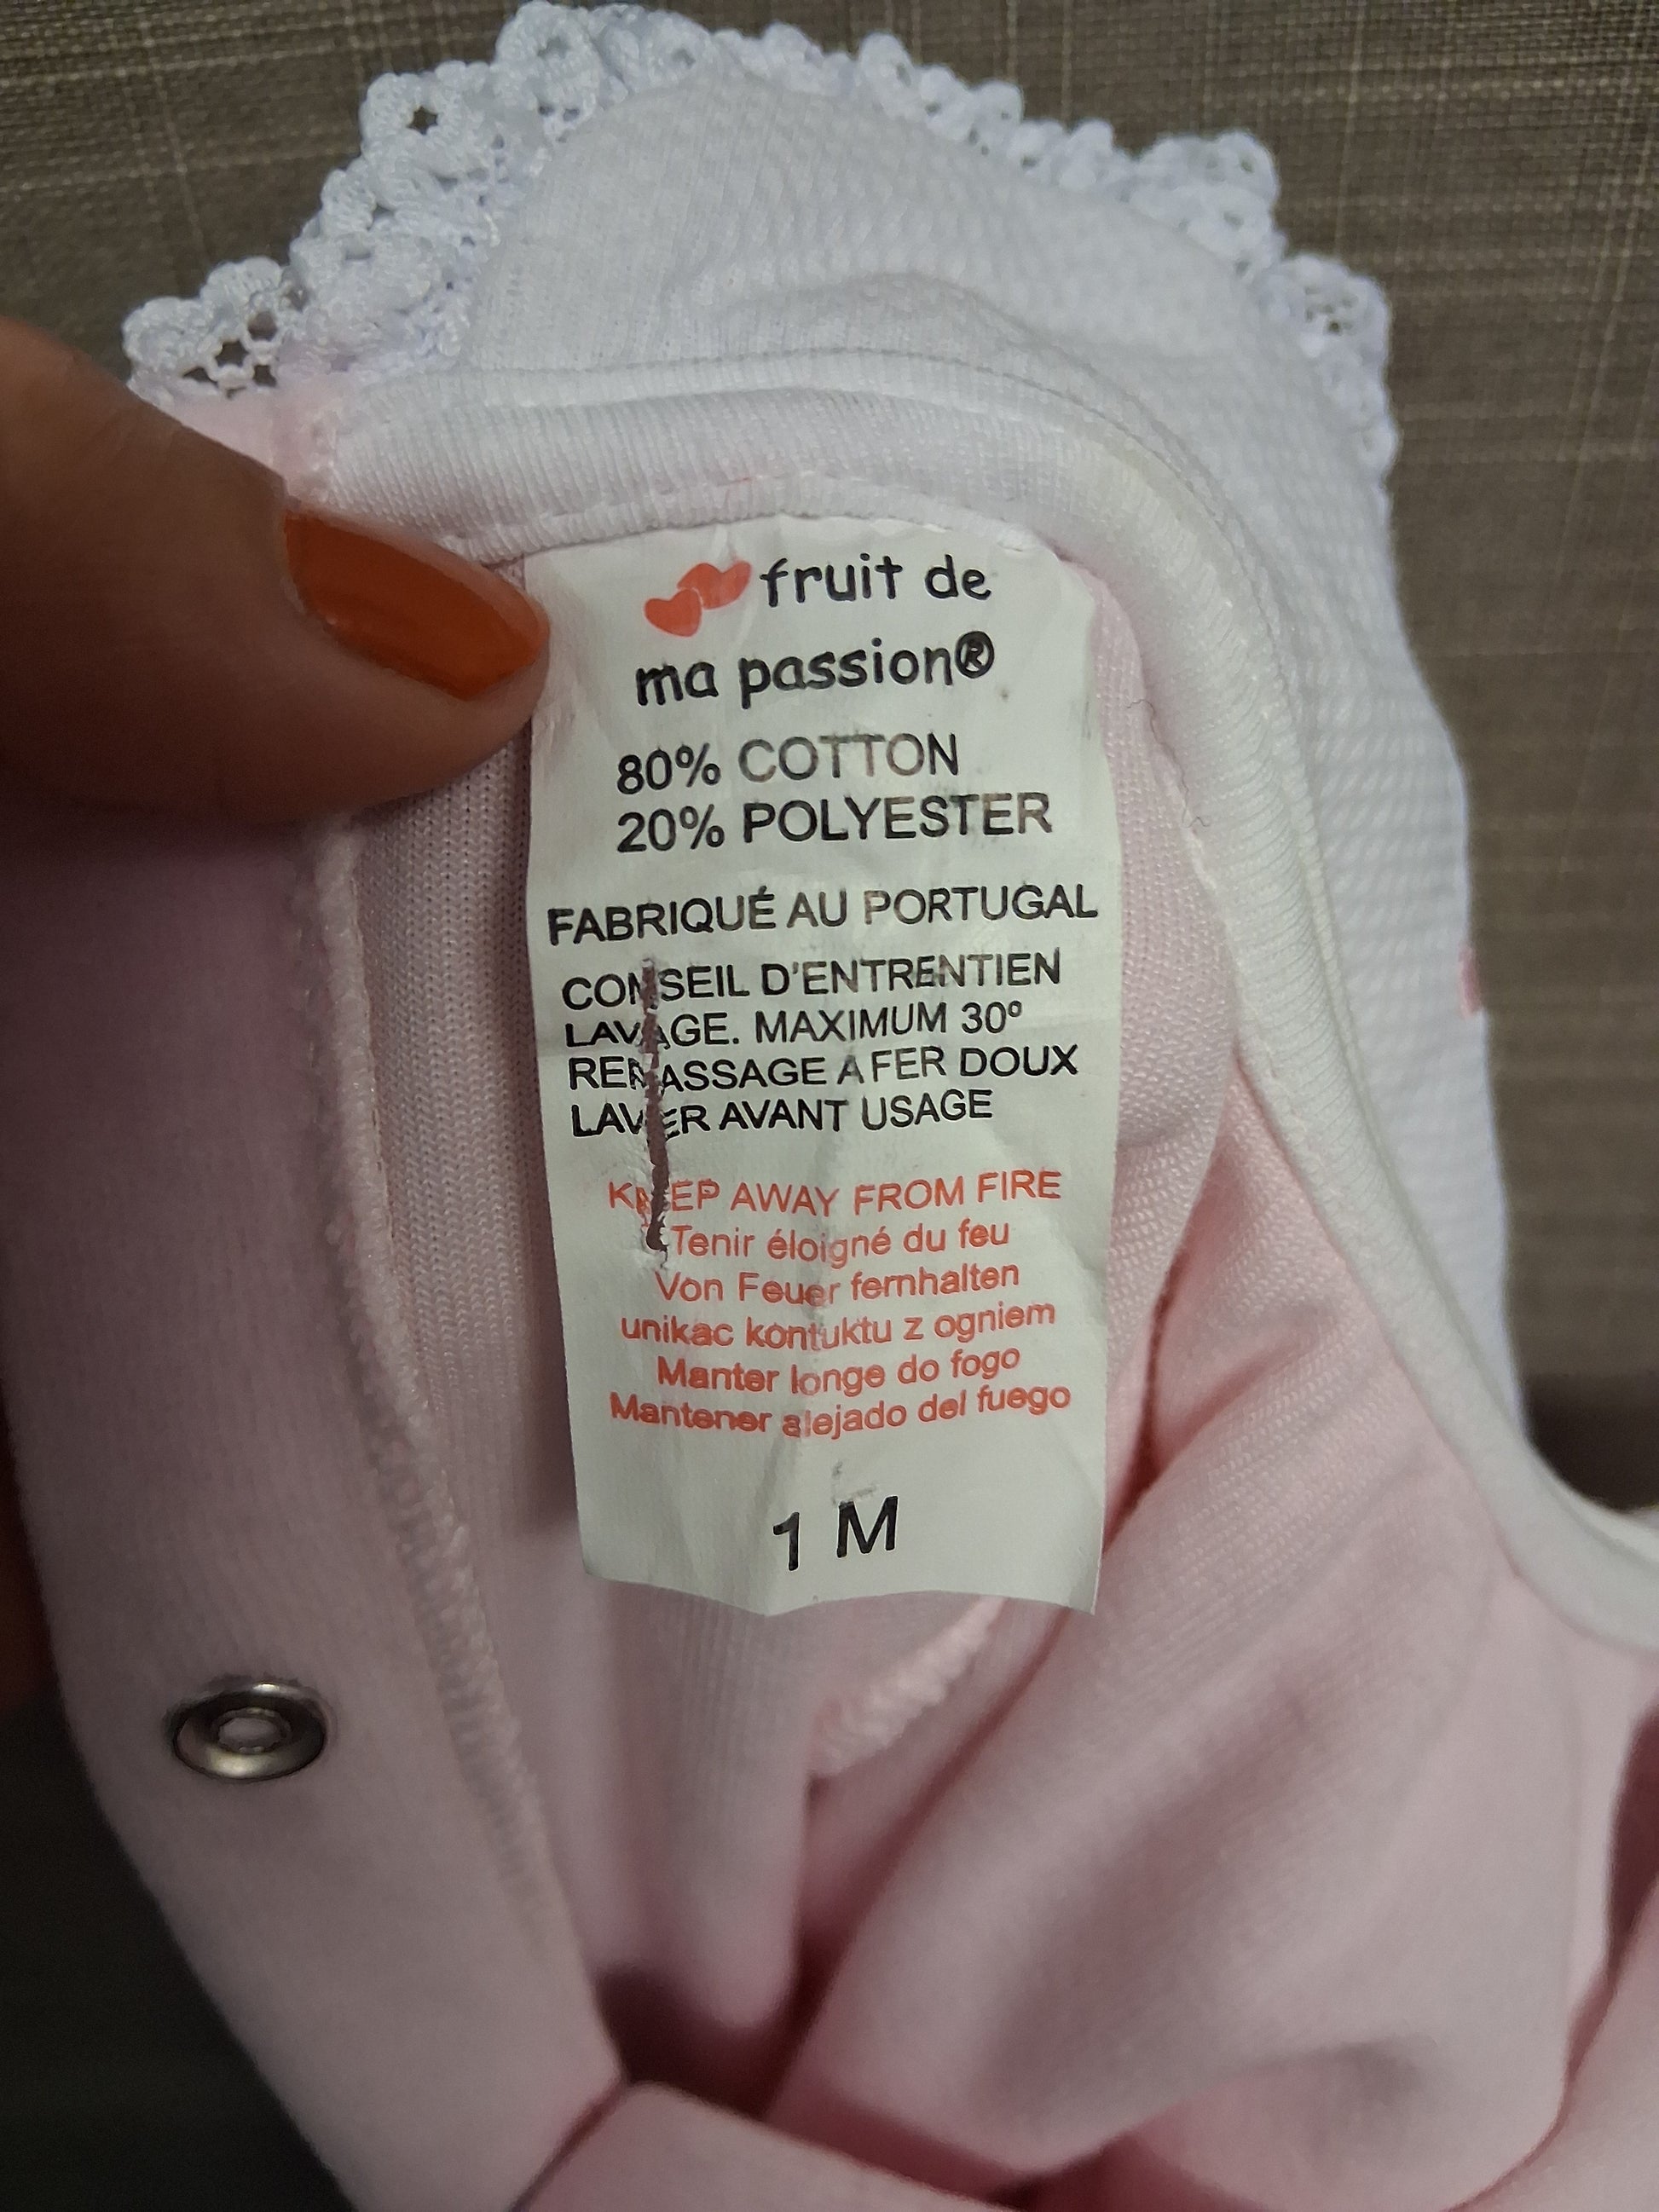 fruit de
ma passion®
80% COTTON
20% POLYESTER
FABRIQUÉ AU PORTUGAL
CONSEIL D'ENTRENTIEN
LAVAGE. MAXIMUM 30º
REPASSAGE A FER DOUX
LAVER AVANT USAGE
KEEP AWAY FROM FIRE
Tenir éloigné du feu
Von Feuer fernhalten
unikac kontuktu z ogniem
Manter longe do fogo
Mantener alejado del fuego
1 M